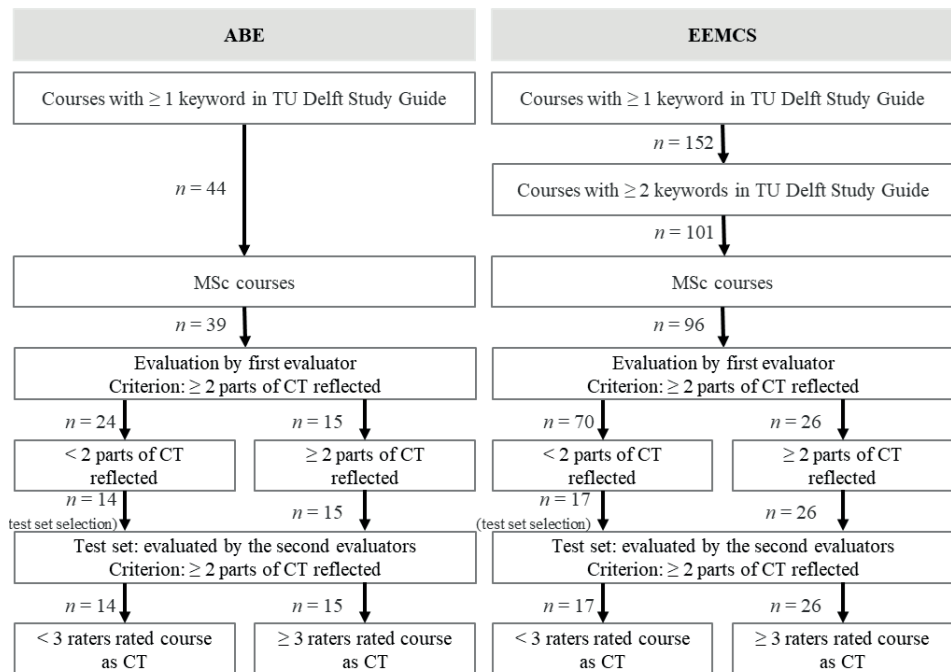 ABE
Courses with ≥ 1 keyword in TU Delft Study Guide
n = 44
MSc courses
n = 39
Evaluation by first evaluator
Criterion: ≥ 2 parts of CT reflected
n = 24
n = 15
< 2 parts of CT
reflected
≥ 2 parts of CT
reflected
n = 14
(test set selection)
n = 15
Test set: evaluated by the second evaluators
Criterion: ≥ 2 parts of CT reflected
n = 14
n = 15
< 3 raters rated course
as CT
≥ 3 raters rated course
as CT
EEMCS
Courses with ≥ 1 keyword in TU Delft Study Guide
n = 152
Courses with ≥ 2 keywords in TU Delft Study Guide
n = 101
MSc courses
n = 96
Evaluation by first evaluator
Criterion: ≥ 2 parts of CT reflected
n = 70
n = 26
< 2 parts of CT
reflected
≥ 2 parts of CT
reflected
n = 17
(test set selection)
n = 26
Test set: evaluated by the second evaluators
Criterion: ≥ 2 parts of CT reflected
n = 17
n = 26
< 3 raters rated course
as CT
≥ 3 raters rated course
as CT